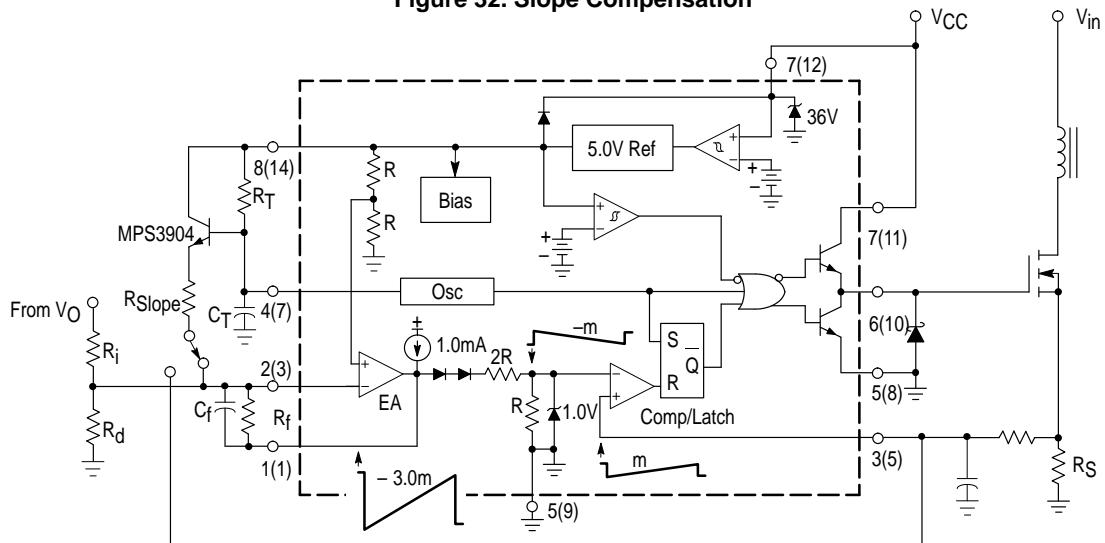 Figure 32. Slope Compensation
VCC
Vin
7(12)
36V
5.0V Ref
+
–
+
–
8(14)
R
RT
Bias
R
+
–
+
–
MPS3904
7(11)
RSlope
Osc
From VO
CT
4(7)
6(10)
+
1.0mA
–m
S
Q
R
Ri
2(3)
+
–
EA
2R
–
+
5(8)
Cf
Rf
R
1.0V
Comp/Latch
Rd
1(1)
m
3(5)
RS
– 3.0m
5(9)